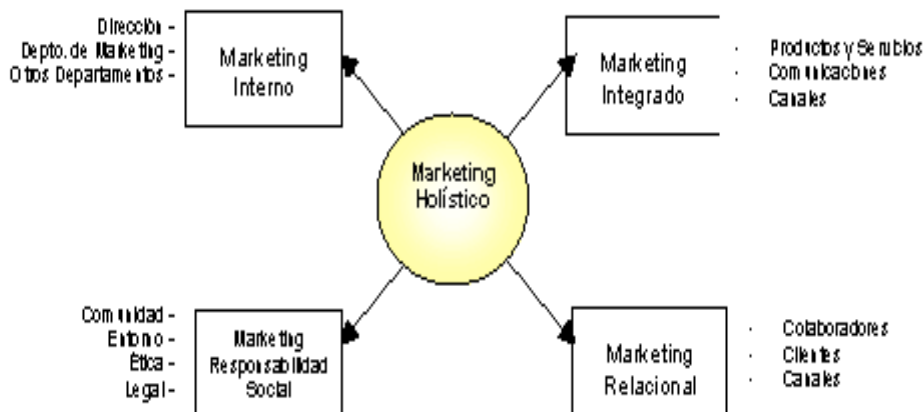 Dirección -
Depto. de Marketing -
Otros Departamentos -
Marketing
Interno
Marketing
Integrado
· Productos y Serubios
· Comunicaciones
· Canales
Marketing
Holístico
Comunidad -
Entorno -
Ética -
Legal -
Marketing
Responsabilidad
Social
Marketing
Relacional
· Colaboradores
· Clientes
· Canales